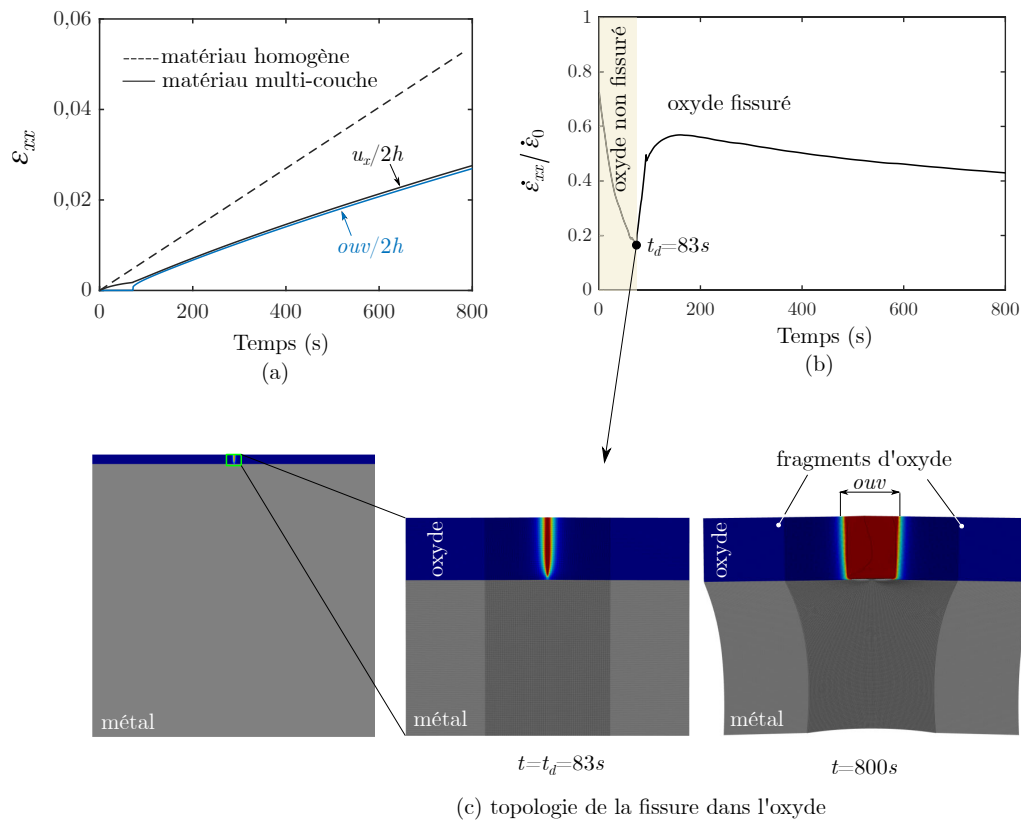 0,06
0,04
0,02
0
ε_xx
matériau homogène
matériau multi-couche
u_x/2h
ouv/2h
0 200 400 600 800
Temps (s)
(a)
1
0.8
0.6
0.4
0.2
0
ε̇_xx/ε̇_0
oxyde non fissuré
oxyde fissuré
t_d=83s
0 200 400 600 800
Temps (s)
(b)
métal
oxyde
métal
t=t_d=83s
fragments d'oxyde
ouv
oxyde
métal
t=800s
(c) topologie de la fissure dans l'oxyde